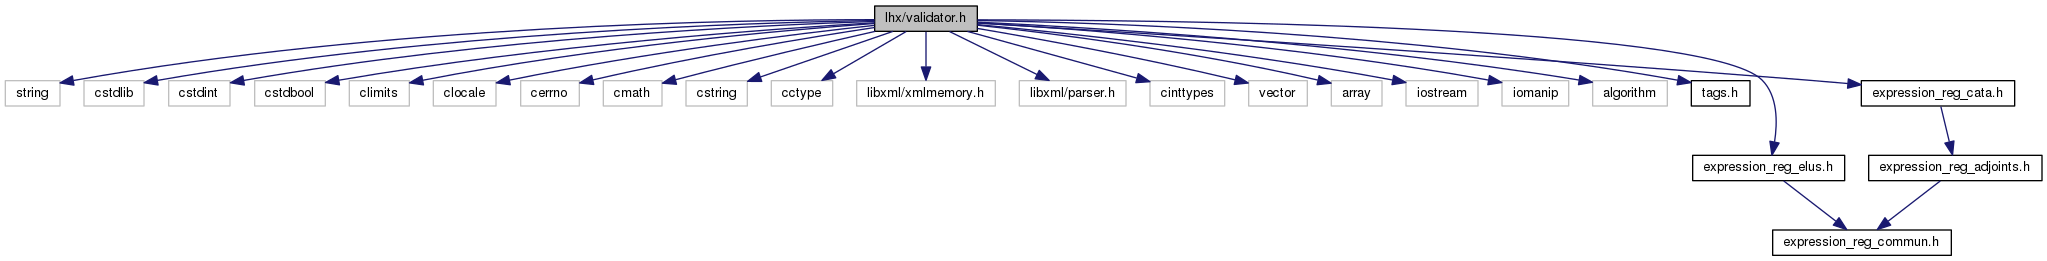 lhx/validator.h
string
cstdlib
cstdint
cstdbool
climits
clocale
cerrno
cmath
cstring
cctype
libxml/xmlmemory.h
libxml/parser.h
cinttypes
vector
array
iostream
iomanip
algorithm
tags.h
expression_reg_cata.h
expression_reg_elus.h
expression_reg_adjoints.h
expression_reg_commun.h